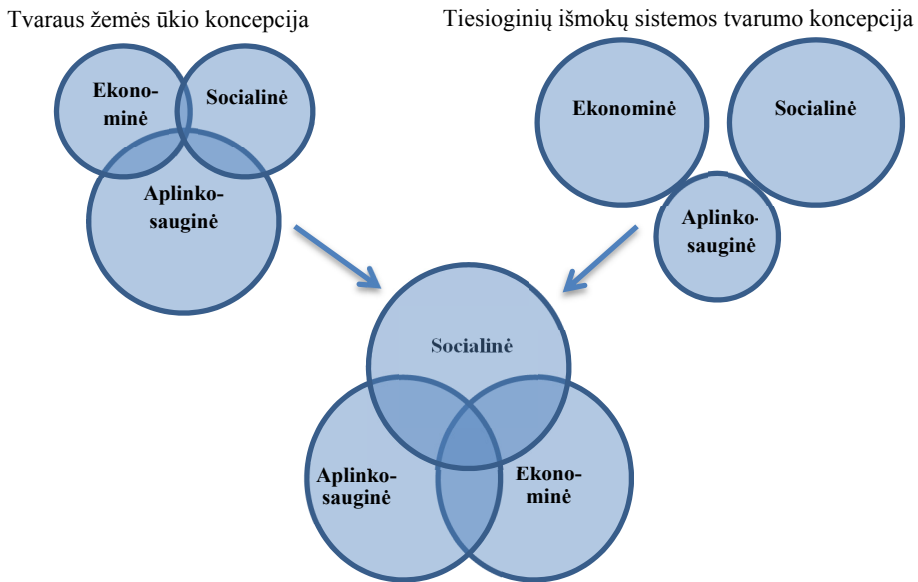 Tvaraus žemės ūkio koncepcija
Ekono-
minė
Socialinė
Aplinko-
sauginė
Tiesioginių išmokų sistemos tvarumo koncepcija
Ekonominė
Socialinė
Aplinko-
sauginė
Socialinė
Aplinko-
sauginė
Ekono-
minė